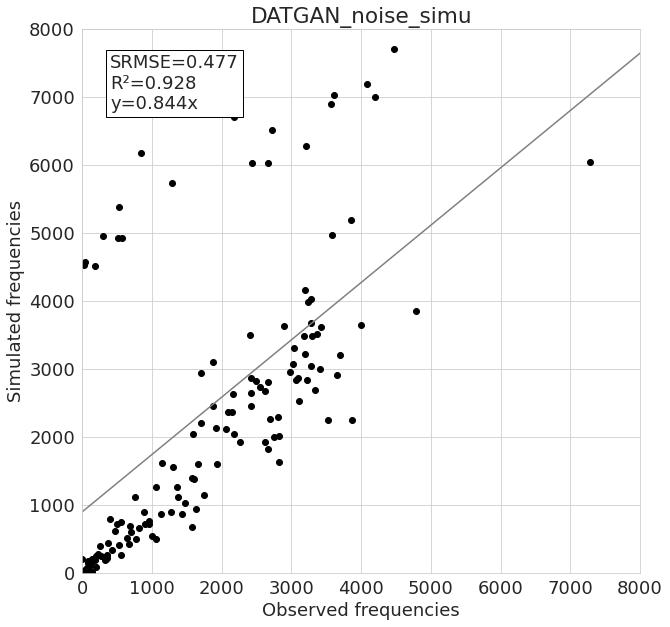 DATGAN_noise_simu
SRMSE=0.477
R²=0.928
y=0.844x
8000
7000
6000
5000
4000
3000
2000
1000
0
Simulated frequencies
0 1000 2000 3000 4000 5000 6000 7000 8000
Observed frequencies